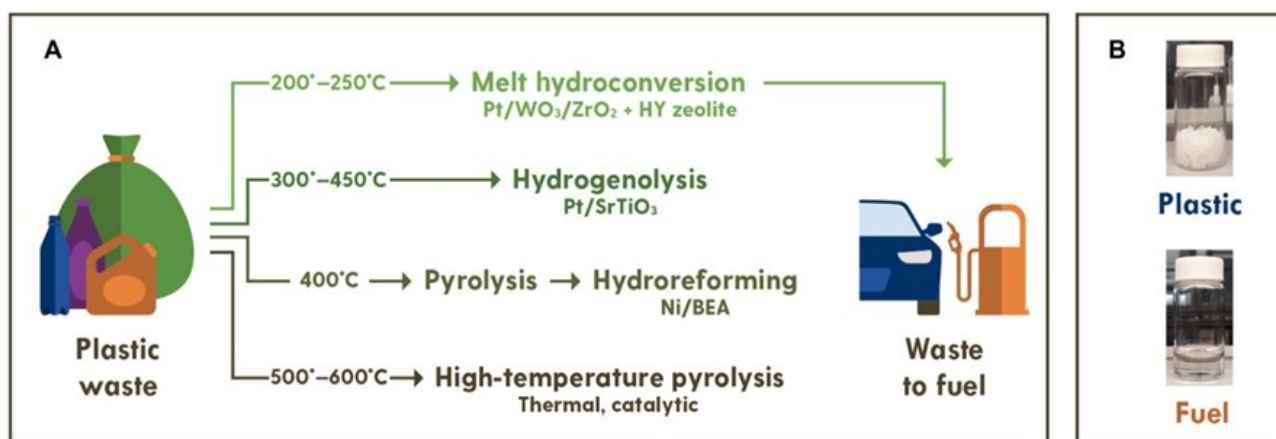 A
200°–250°C
Melt hydroconversion
Pt/WO₃/ZrO₂ + HY zeolite
300°–450°C
Hydrogenolysis
Pt/SrTiO₃
400°C
Pyrolysis
Hydroreforming
Ni/BEA
500°–600°C
High-temperature pyrolysis
Thermal, catalytic
Plastic
waste
Waste
to fuel
B
Plastic
Fuel